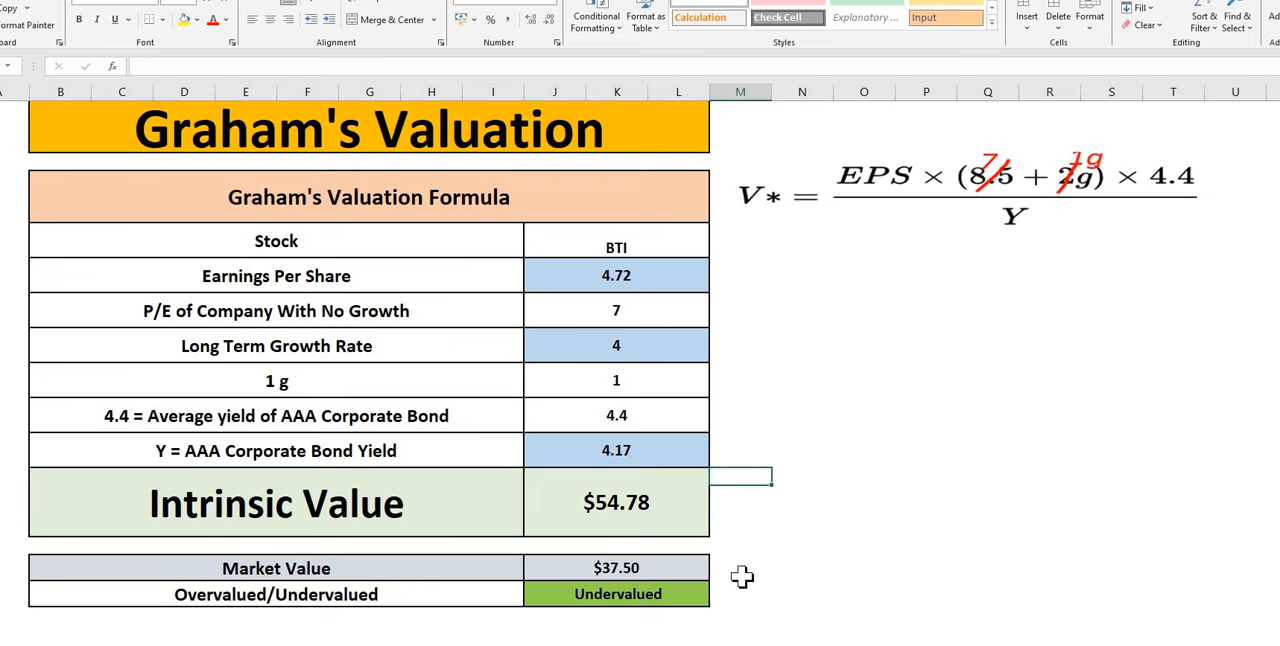 Copy
Format Painter
B I U A
Merge & Center
% ,
Conditional Formatting
Format as Table
Calculation
Check Cell
Explanatory ...
Input
Insert
Delete
Format
Fill
Clear
Sort & Filter
Find & Select
Font
Alignment
Number
Styles
Cells
Editing
fx
B C D E F G H I J K L M N O P Q R S T U
Graham's Valuation
Graham's Valuation Formula
Stock BTI
Earnings Per Share 4.72
P/E of Company With No Growth 7
Long Term Growth Rate 4
1 g 1
4.4 = Average yield of AAA Corporate Bond 4.4
Y = AAA Corporate Bond Yield 4.17
Intrinsic Value $54.78
Market Value $37.50
Overvalued/Undervalued Undervalued
7 1g
V* = EPS × (8.5 + 2g) × 4.4
Y